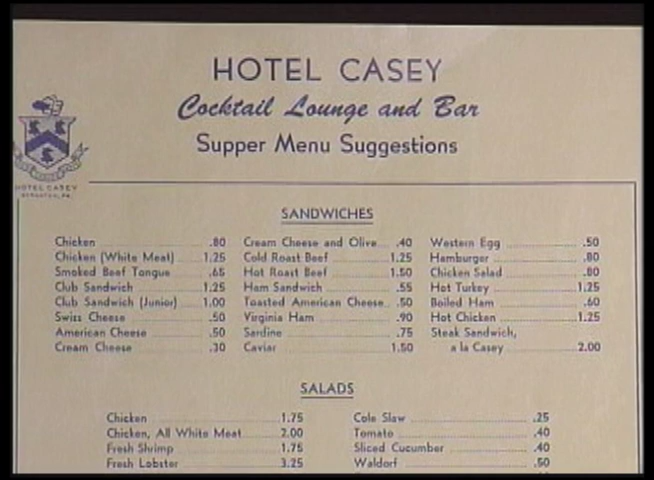 HOTEL CASEY
Cocktail Lounge and Bar
Supper Menu Suggestions
HOTEL CASEY
SCRANTON, PA.
SANDWICHES
Chicken .80 Cream Cheese and Olive .40 Western Egg .50
Chicken (White Meat) 1.25 Cold Roast Beef 1.25 Hamburger .80
Smoked Beef Tongue .65 Hot Roast Beef 1.50 Chicken Salad .80
Club Sandwich 1.25 Ham Sandwich .55 Hot Turkey 1.25
Club Sandwich (Junior) 1.00 Toasted American Cheese .50 Boiled Ham .60
Swiss Cheese .50 Virginia Ham .90 Hot Chicken 1.25
American Cheese .50 Sardine .75 Steak Sandwich,
Cream Cheese .30 Caviar 1.50 a la Casey 2.00
SALADS
Chicken 1.75 Cole Slaw .25
Chicken, All White Meat 2.00 Tomato .40
Fresh Shrimp 1.75 Sliced Cucumber .40
Fresh Lobster 3.25 Waldorf .50